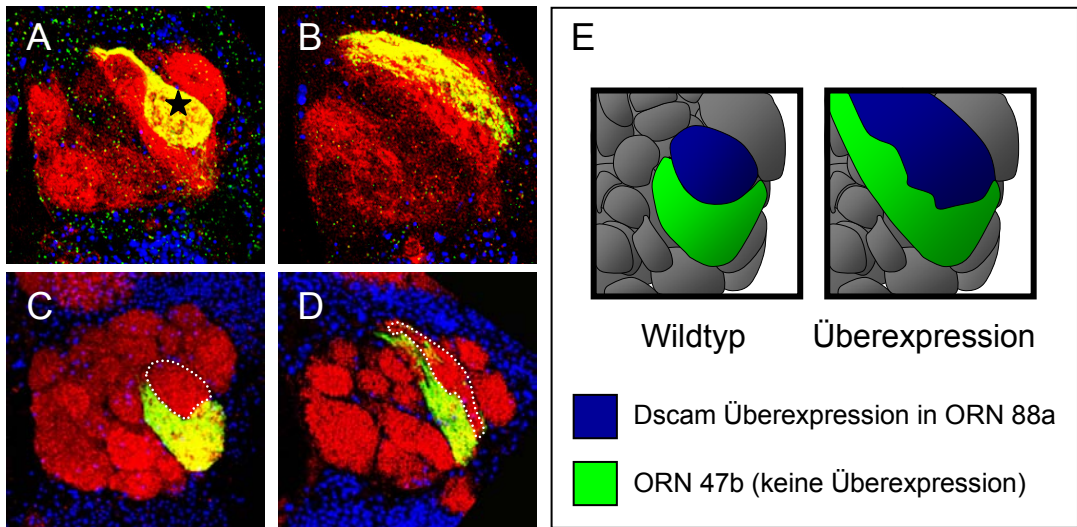 A
B
C
D
E
Wildtyp
Überexpression
Dscam Überexpression in ORN 88a
ORN 47b (keine Überexpression)